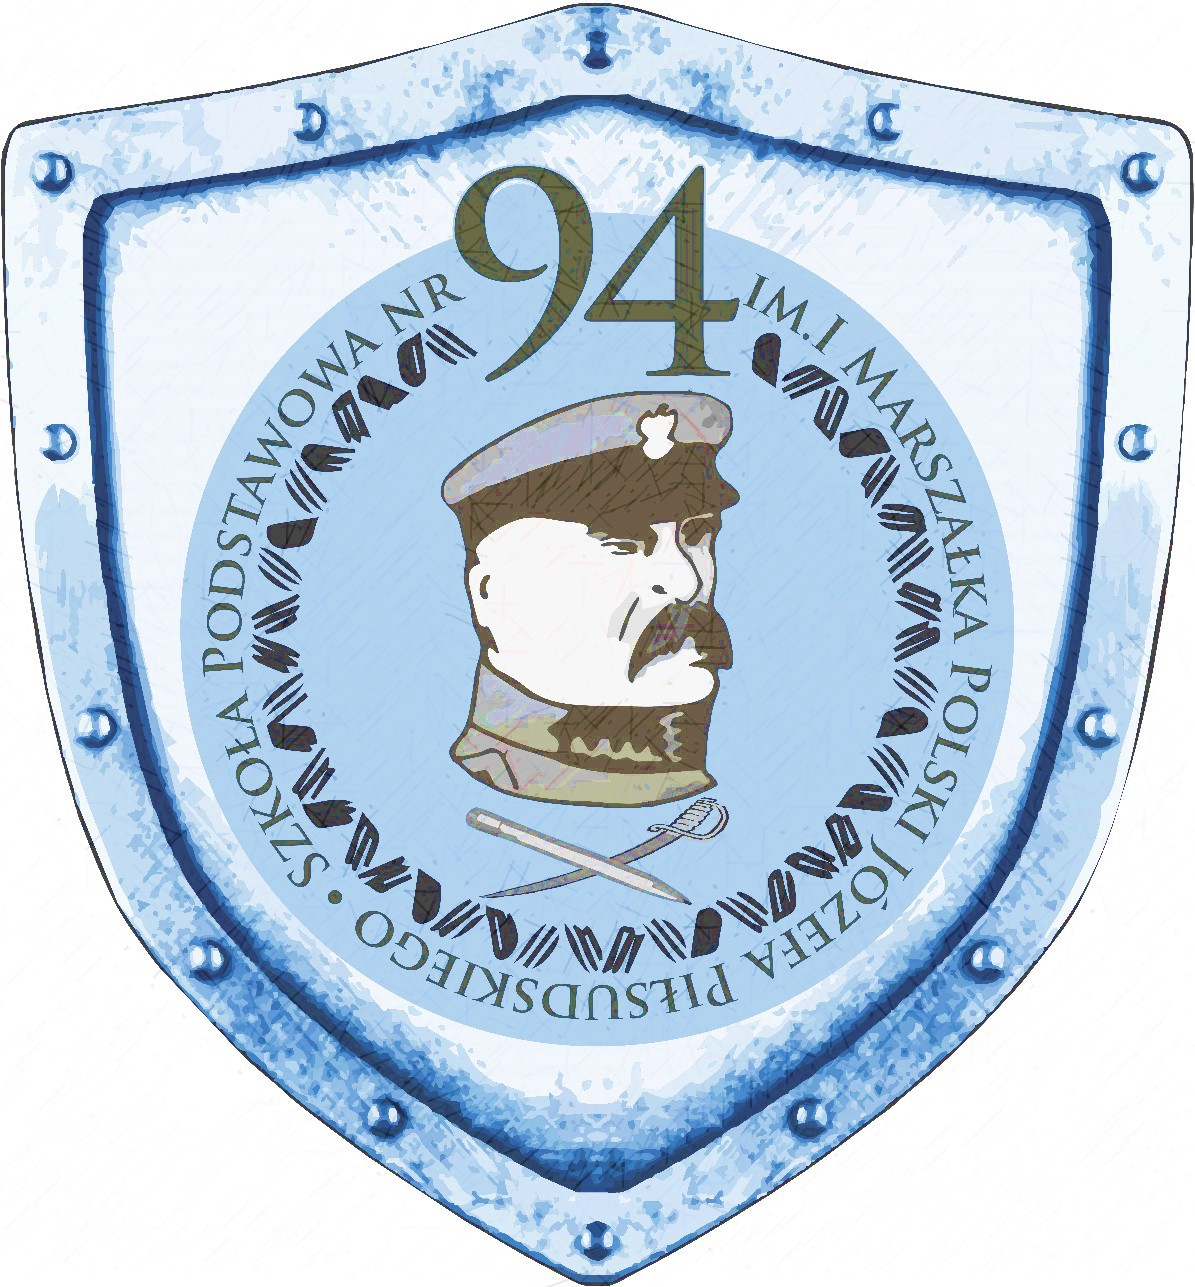 SZKOŁA PODSTAWOWA NR
94
IM. I MARSZAŁKA POLSKI JÓZEFA PIŁSUDSKIEGO •